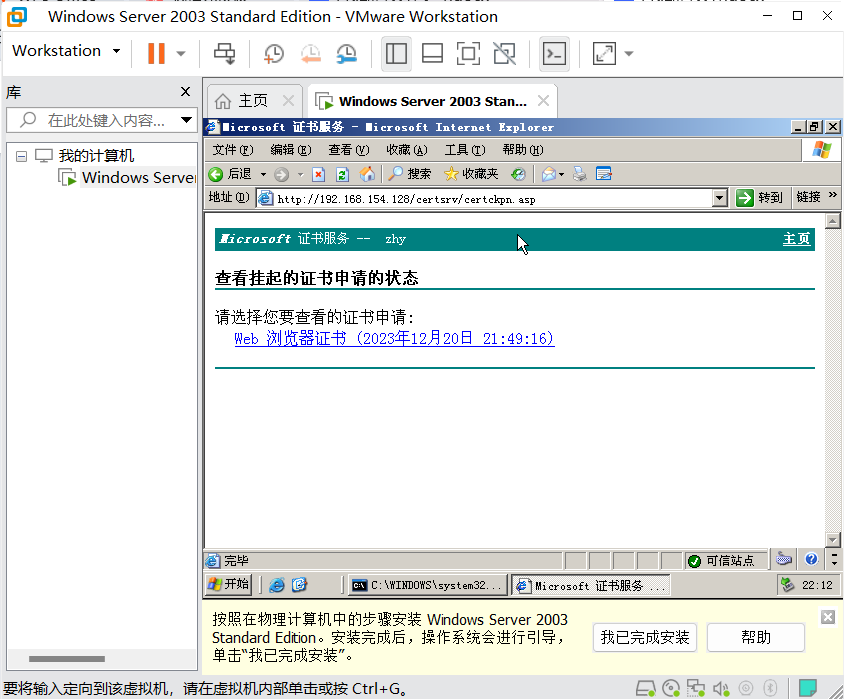 Windows Server 2003 Standard Edition - VMware Workstation
Workstation
库
主页
Windows Server 2003 Stan...
在此处键入内容...
我的计算机
Windows Server
Microsoft 证书服务 - Microsoft Internet Explorer
文件(F) 编辑(E) 查看(V) 收藏(A) 工具(T) 帮助(H)
后退 搜索 收藏夹
地址(D) http://192.168.154.128/certsrv/certckpn.asp 转到 链接 »
Microsoft 证书服务 -- zhy 主页
查看挂起的证书申请的状态
请选择您要查看的证书申请:
Web 浏览器证书 (2023年12月20日 21:49:16)
完毕 可信站点
开始 C:\WINDOWS\system32... Microsoft 证书服务 ... 22:12
按照在物理计算机中的步骤安装 Windows Server 2003
Standard Edition。安装完成后，操作系统会进行引导，
单击“我已完成安装”。
我已完成安装 帮助
要将输入定向到该虚拟机，请在虚拟机内部单击或按 Ctrl+G。